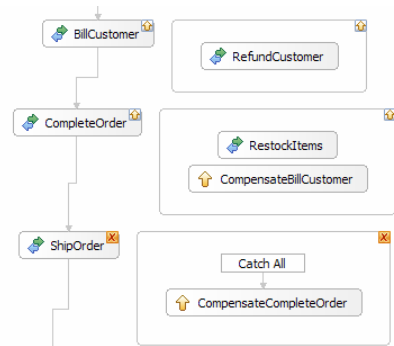 BillCustomer
RefundCustomer
CompleteOrder
RestockItems
CompensateBillCustomer
ShipOrder
Catch All
CompensateCompleteOrder